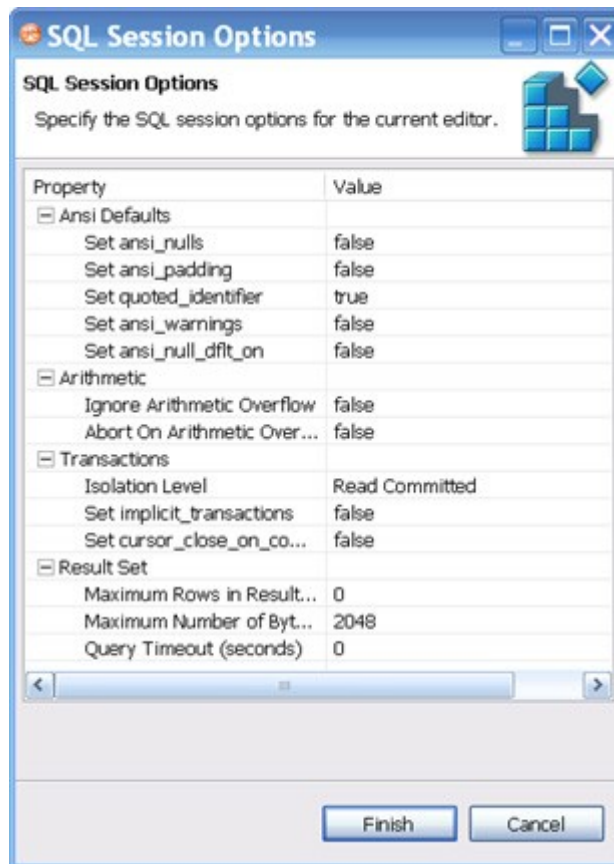 SQL Session Options
SQL Session Options
Specify the SQL session options for the current editor.
Property Value
Ansi Defaults
Set ansi_nulls false
Set ansi_padding false
Set quoted_identifier true
Set ansi_warnings false
Set ansi_null_dflt_on false
Arithmetic
Ignore Arithmetic Overflow false
Abort On Arithmetic Over... false
Transactions
Isolation Level Read Committed
Set implicit_transactions false
Set cursor_close_on_co... false
Result Set
Maximum Rows in Result... 0
Maximum Number of Byt... 2048
Query Timeout (seconds) 0
Finish Cancel